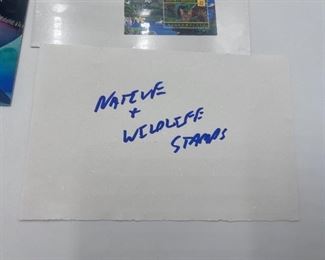 NATIVE
+
WILDLIFE
STAMPS